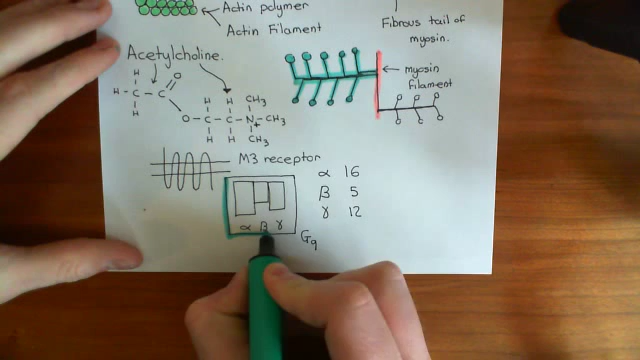 Actin polymer
Actin Filament
Fibrous tail of
myosin.
Acetylcholine.
myosin
Filament
H
H - C - C
O
H
H H CH3
O - C - C - N - CH3
+
H H CH3
M3 receptor
α 16
β 5
γ 12
α β γ
Gq